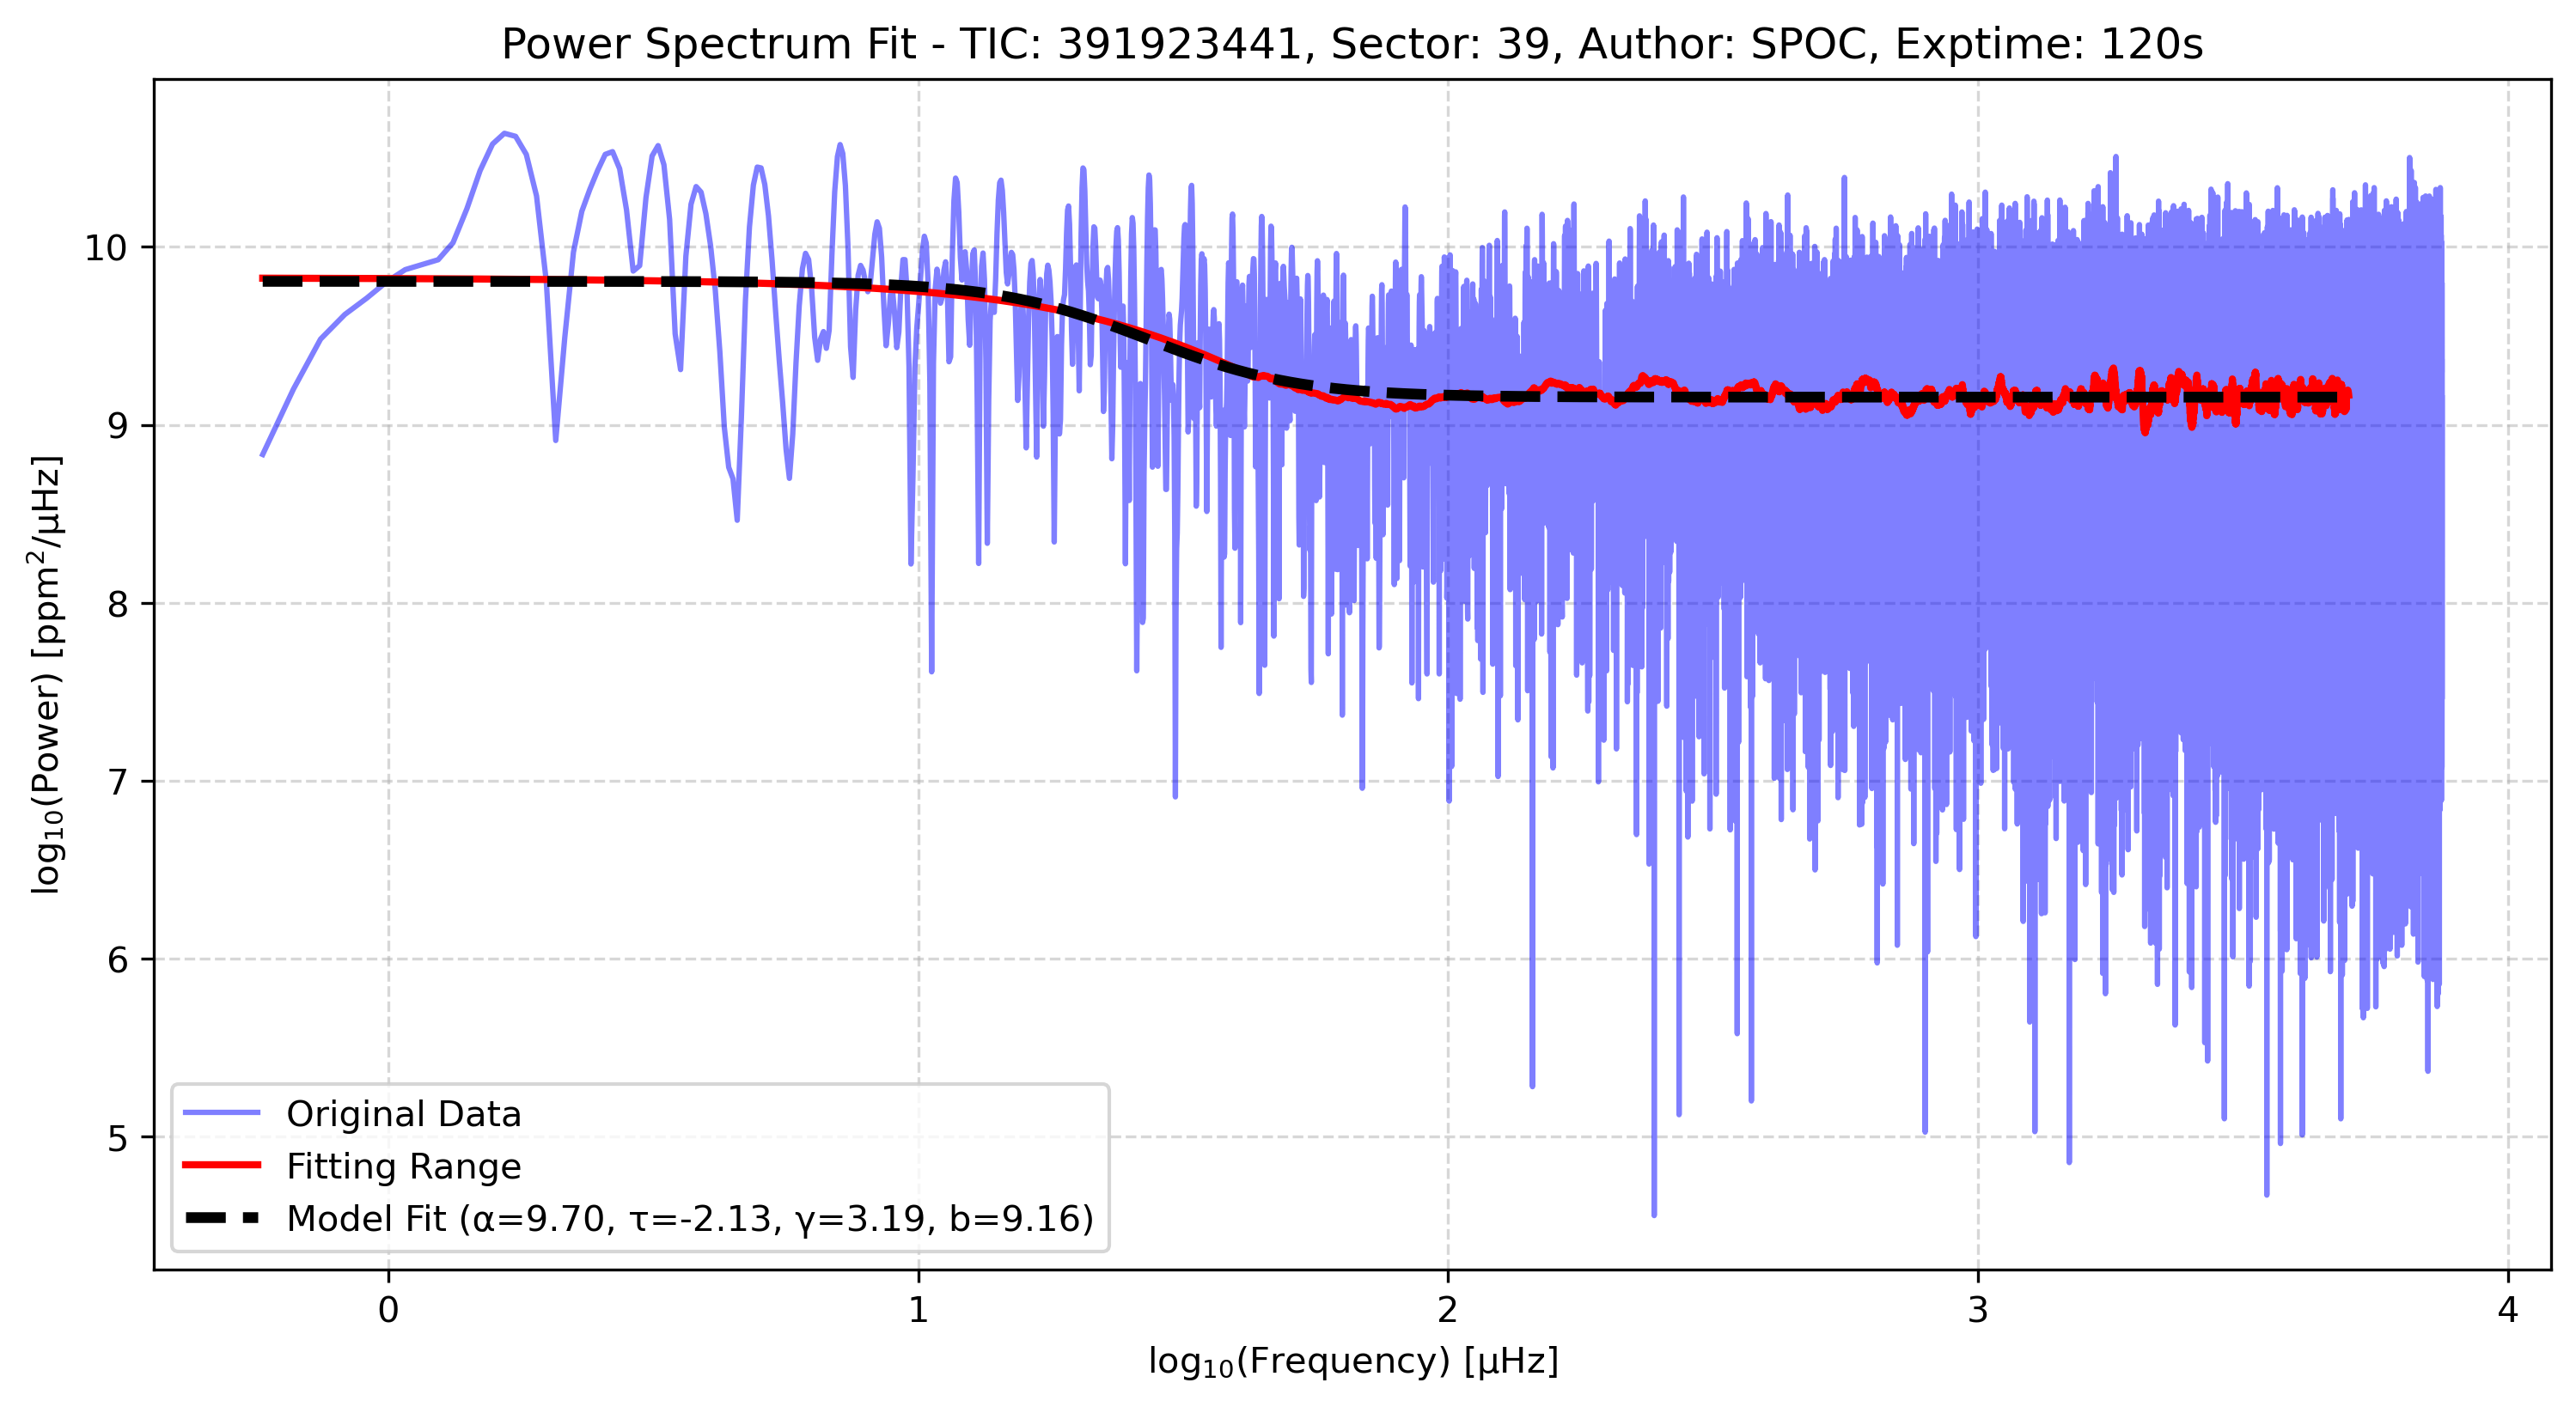 Power Spectrum Fit - TIC: 391923441, Sector: 39, Author: SPOC, Exptime: 120s
log₁₀(Power) [ppm²/μHz]
10
9
8
7
6
5
Original Data
Fitting Range
Model Fit (α=9.70, τ=-2.13, γ=3.19, b=9.16)
0 1 2 3 4
log₁₀(Frequency) [μHz]